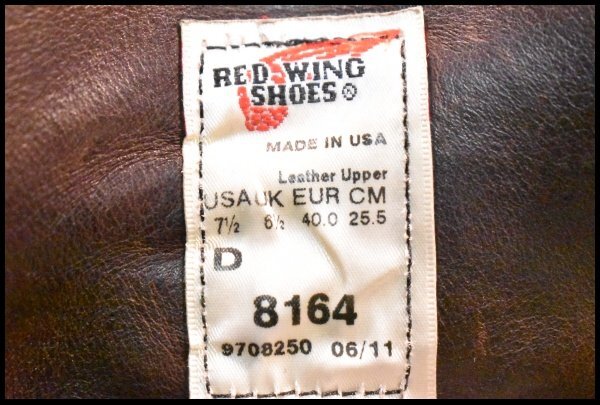 RED WING
SHOES®
MADE IN USA
Leather Upper
USA UK EUR CM
7½ 6½ 40.0 25.5
D
8164
9708250 06/11